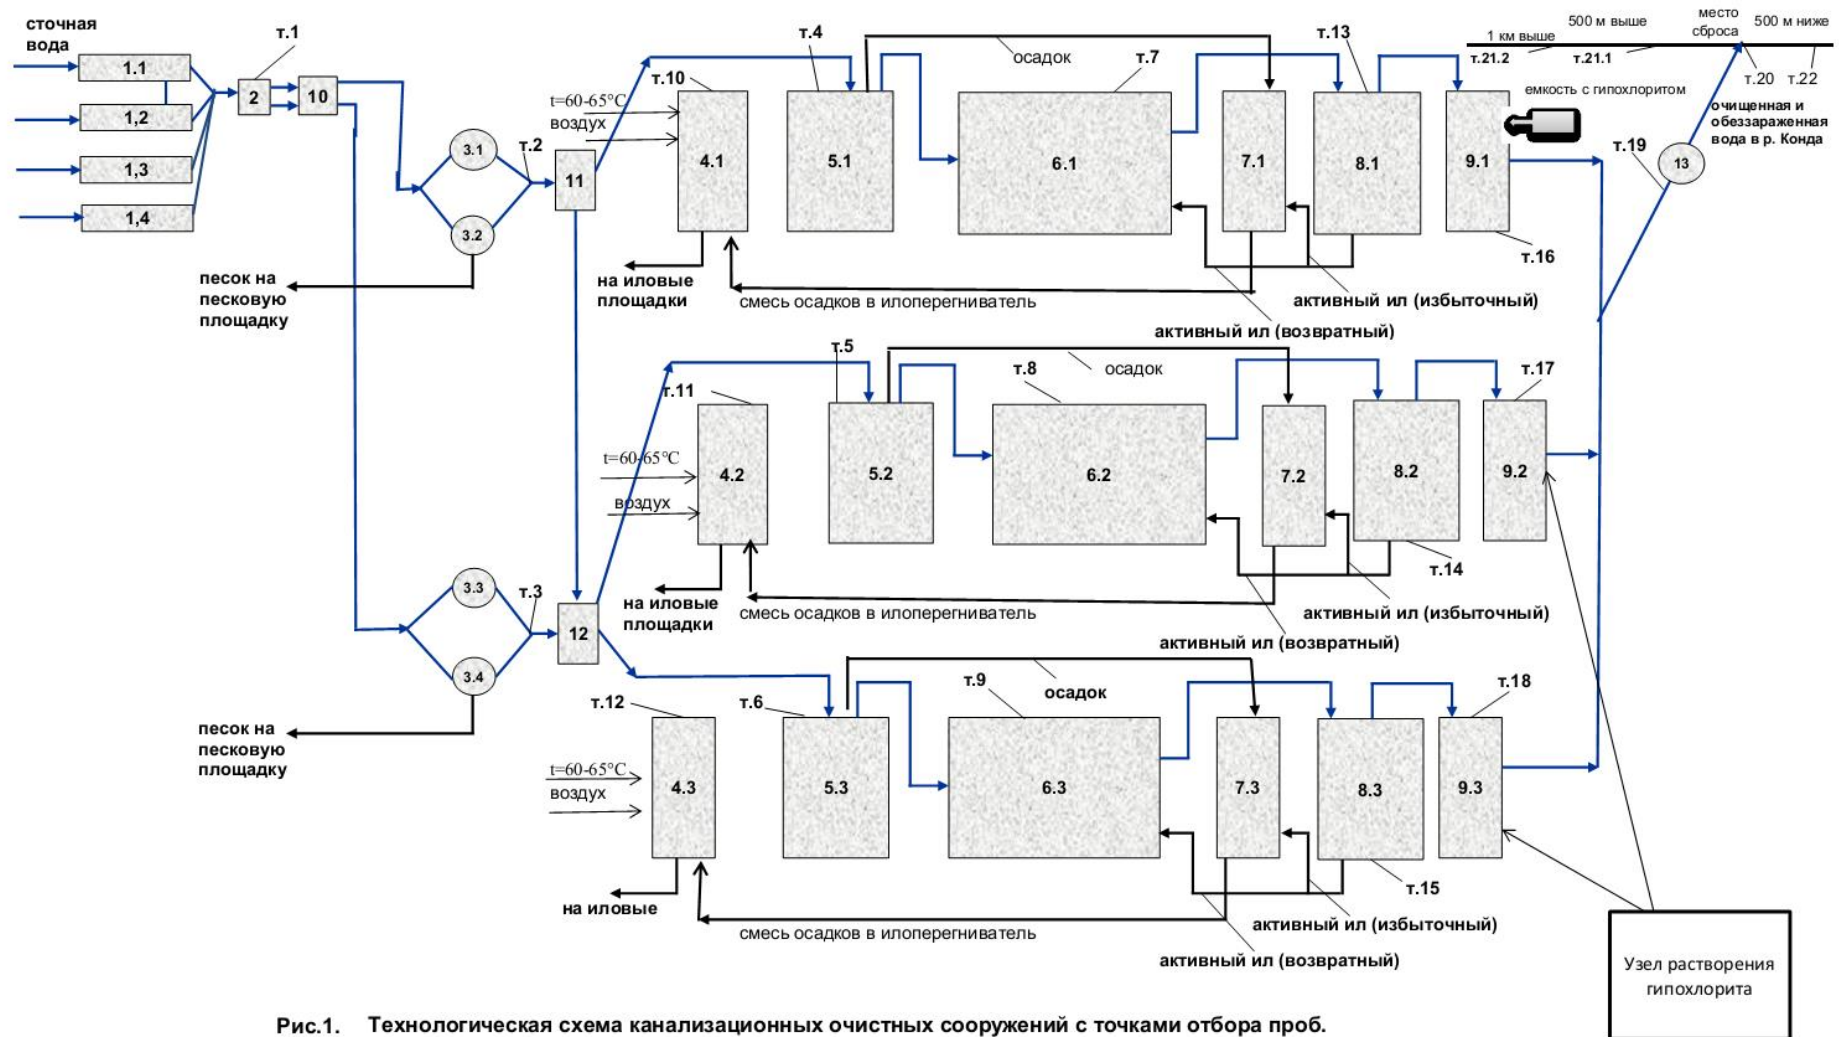 сточная
вода
1.1
1,2
1,3
1,4
т.1
2
10
3.1
3.2
т.2
11
песок на
песковую
площадку
т.10
t=60-65°C
воздух
4.1
на иловые
площадки
т.4
5.1
осадок
6.1
т.7
7.1
т.13
8.1
9.1
т.16
смесь осадков в илоперегниватель
активный ил (избыточный)
активный ил (возвратный)
1 км выше
500 м выше
место
сброса
500 м ниже
т.21.2
т.21.1
т.20
т.22
емкость с гипохлоритом
очищенная и
обеззараженная
вода в р. Конда
т.19
13
т.5
т.11
t=60-65°C
воздух
4.2
на иловые
площадки
5.2
осадок
т.8
6.2
7.2
8.2
т.17
9.2
т.14
смесь осадков в илоперегниватель
активный ил (избыточный)
активный ил (возвратный)
3.3
3.4
т.3
12
песок на
песковую
площадку
т.12
t=60-65°C
воздух
4.3
на иловые
т.6
5.3
осадок
т.9
6.3
7.3
8.3
т.18
9.3
т.15
смесь осадков в илоперегниватель
активный ил (избыточный)
активный ил (возвратный)
Узел растворения
гипохлорита
Рис.1. Технологическая схема канализационных очистных сооружений с точками отбора проб.